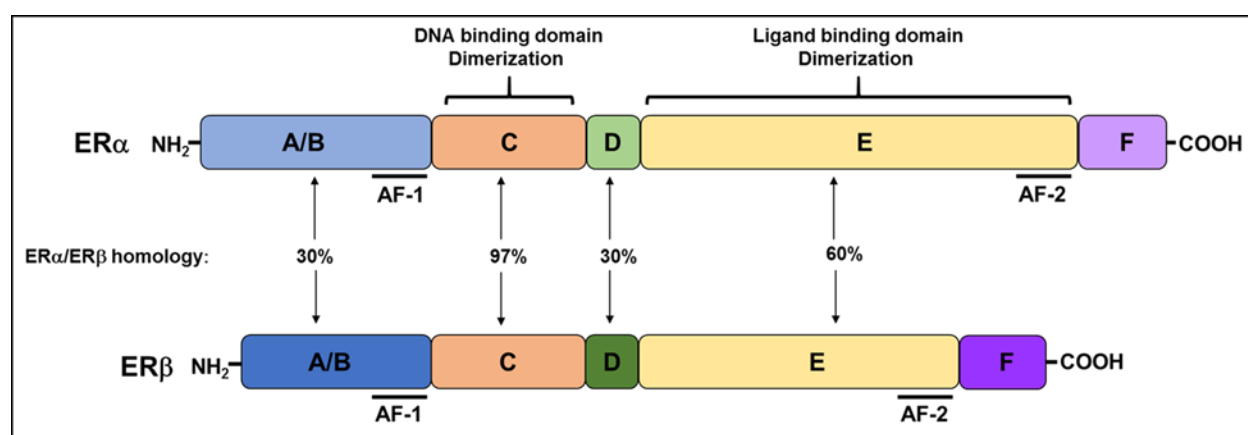 DNA binding domain
Dimerization
Ligand binding domain
Dimerization
ERα NH2 A/B C D E F COOH
AF-1 AF-2
ERα/ERβ homology: 30% 97% 30% 60%
ERβ NH2 A/B C D E F COOH
AF-1 AF-2